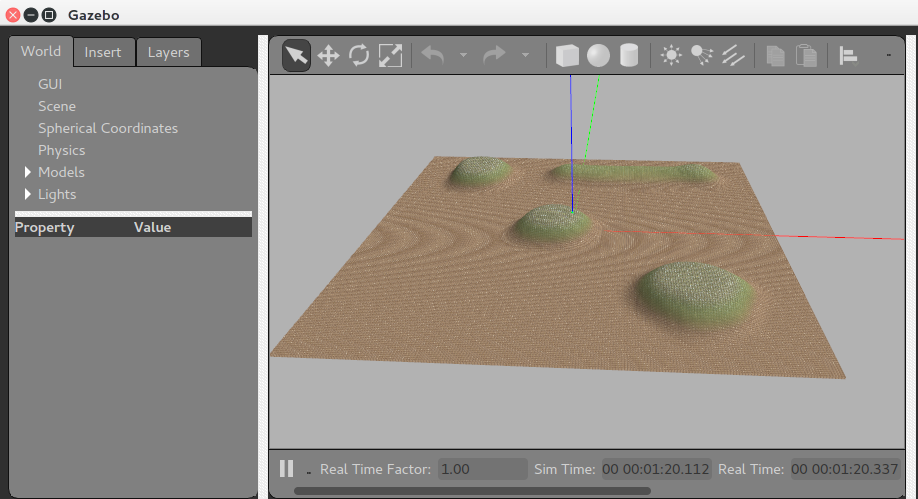 Gazebo
World Insert Layers
GUI
Scene
Spherical Coordinates
Physics
Models
Lights
Property Value
Real Time Factor: 1.00 Sim Time: 00 00:01:20.112 Real Time: 00 00:01:20.337